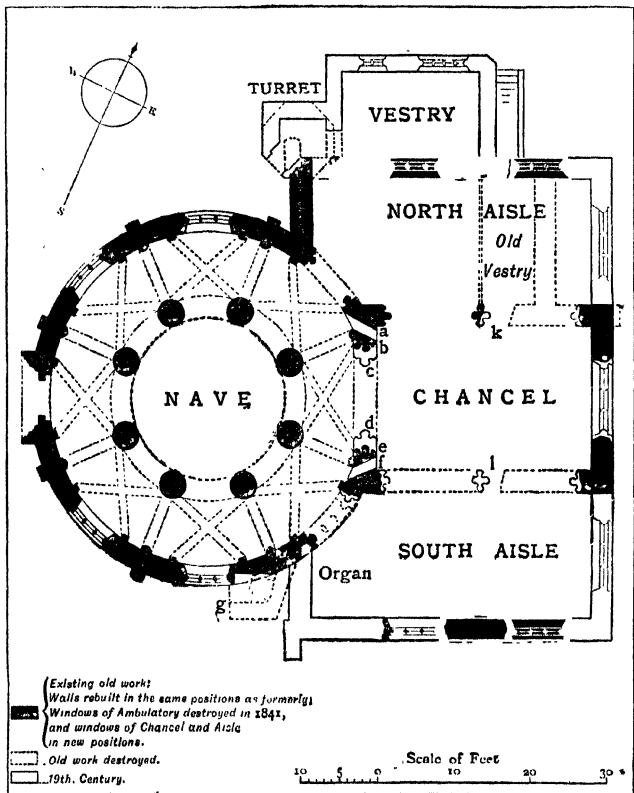 N
E
S
TURRET
VESTRY
NORTH AISLE
Old
Vestry
a
b
k
c
NAVE
CHANCEL
d
e
f
l
SOUTH AISLE
Organ
g
Existing old work;
Walls rebuilt in the same positions as formerly;
Windows of Ambulatory destroyed in 1841,
and windows of Chancel and Aisle
in new positions.
Old work destroyed.
19th. Century.
Scale of Feet
10 5 0 10 20 30